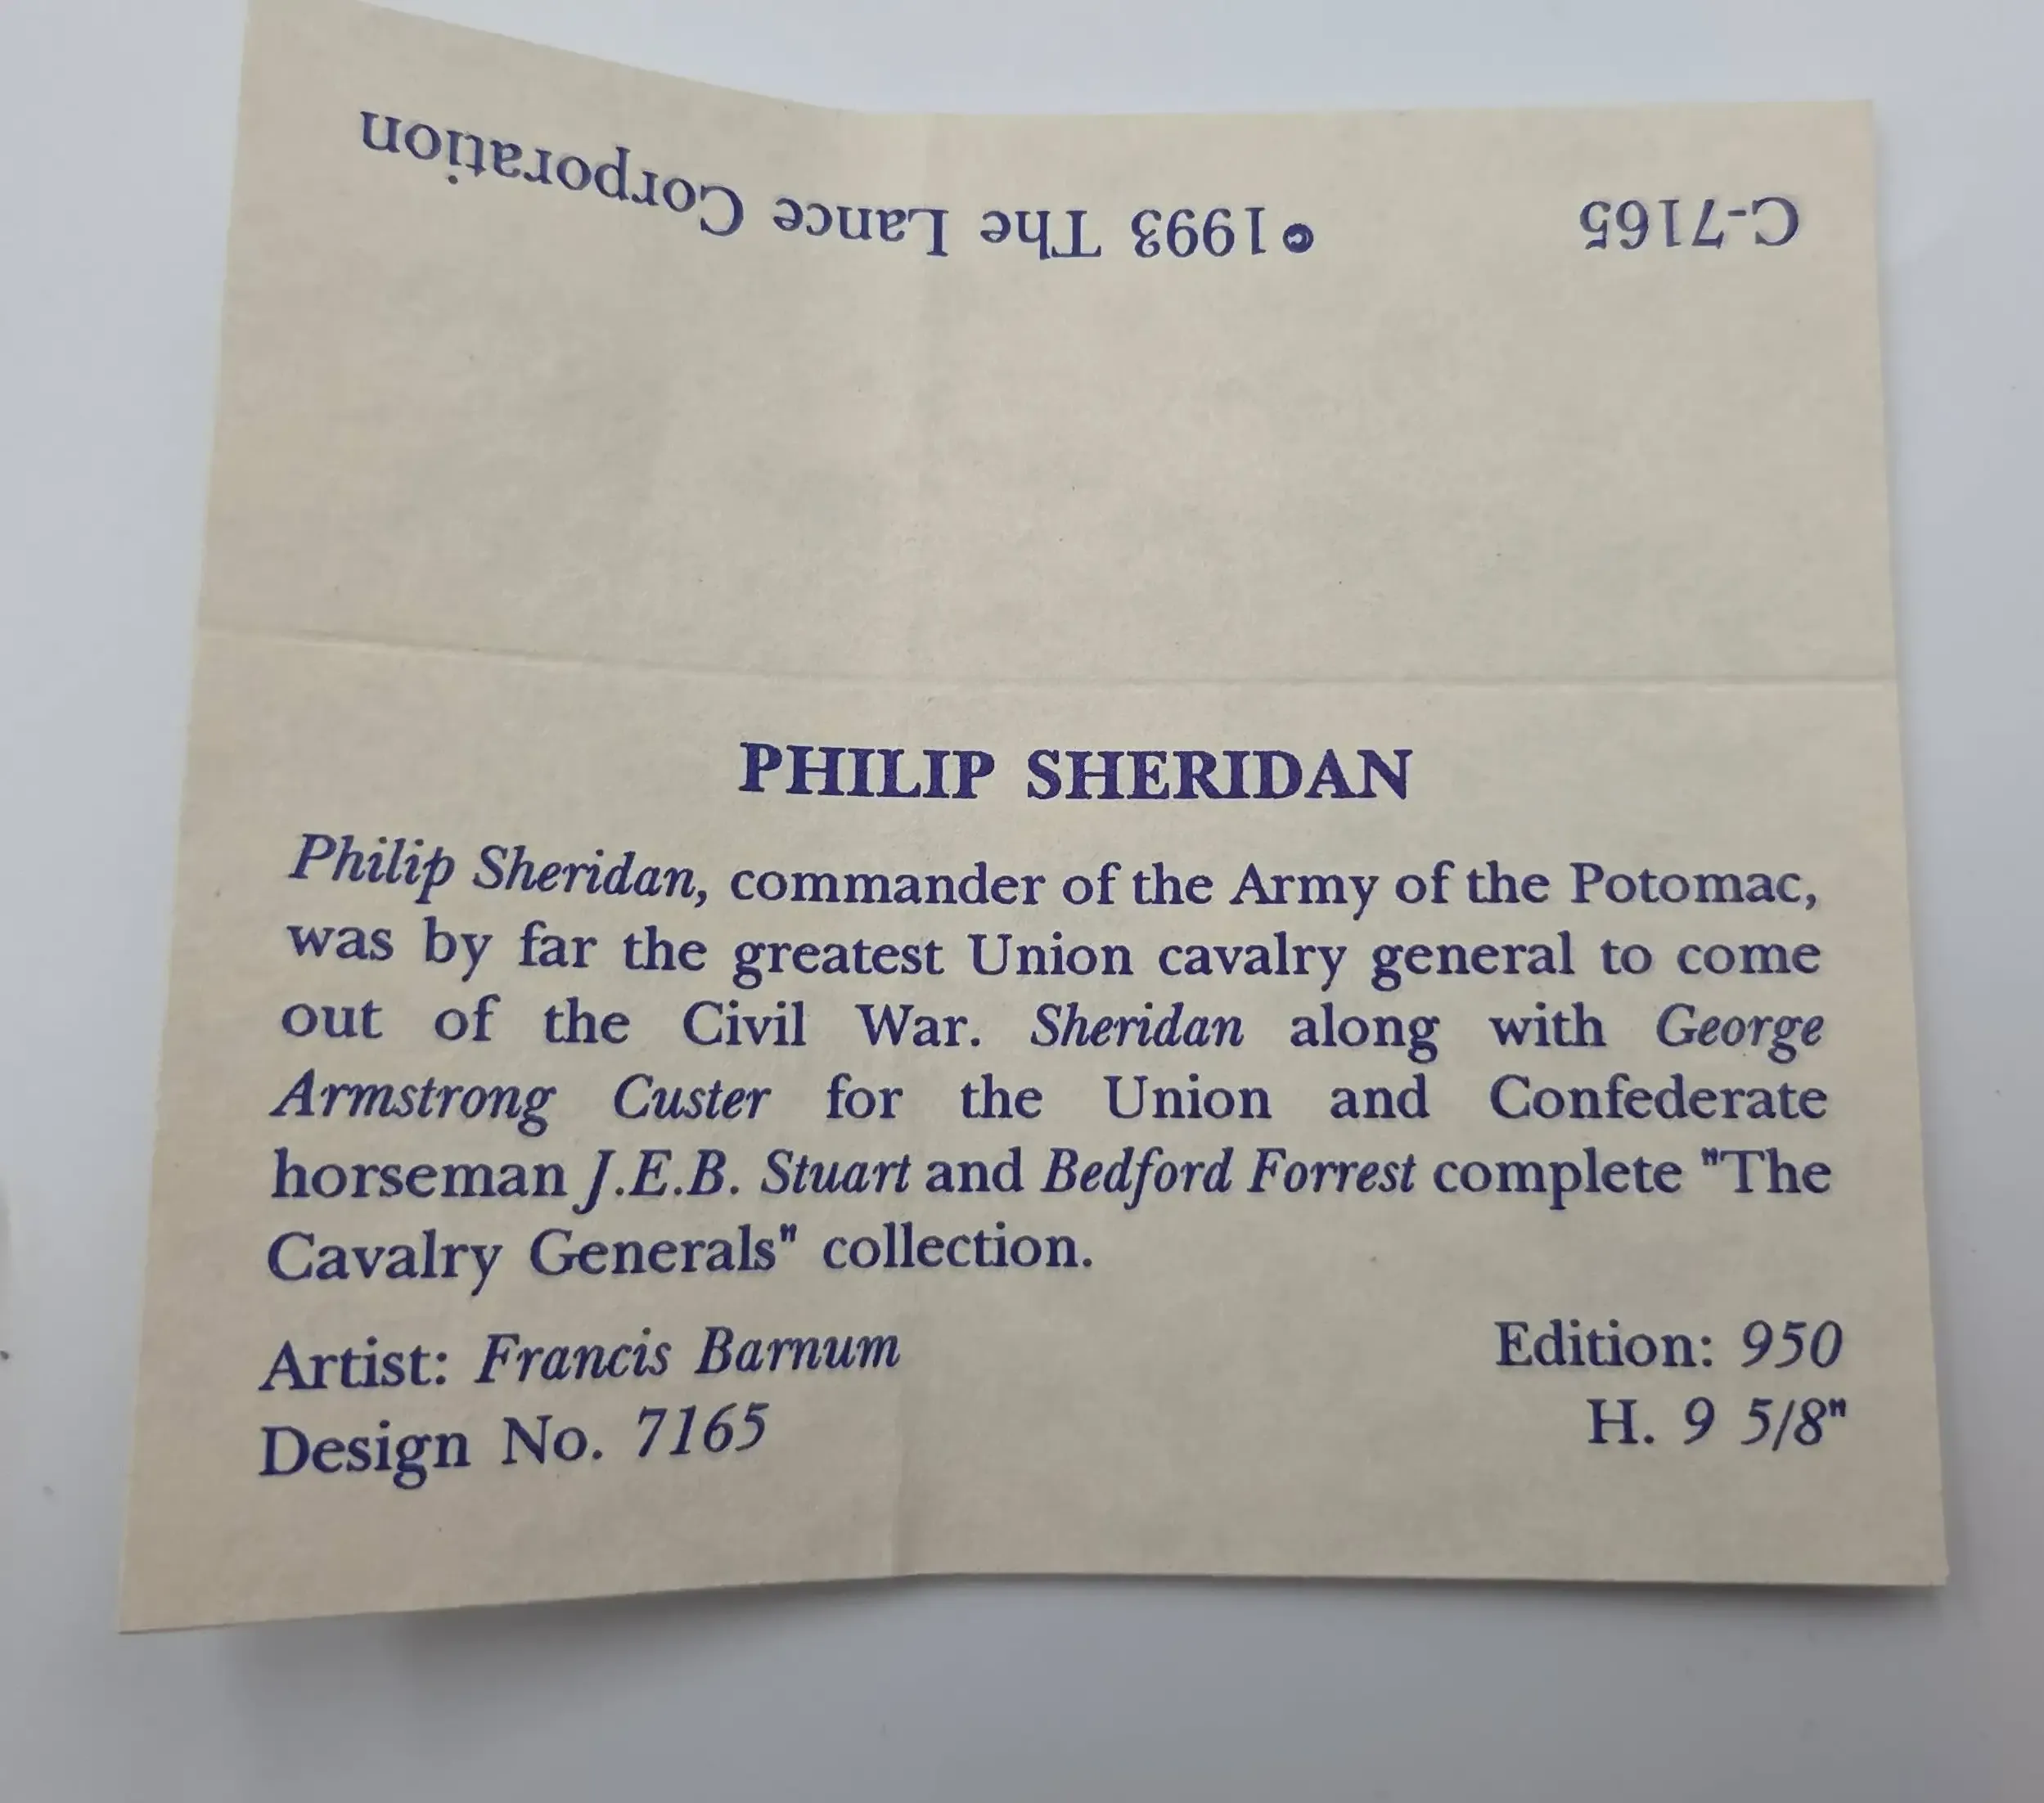 C-7165 ©1993 The Lance Corporation
PHILIP SHERIDAN
Philip Sheridan, commander of the Army of the Potomac,
was by far the greatest Union cavalry general to come
out of the Civil War. Sheridan along with George
Armstrong Custer for the Union and Confederate
horseman J.E.B. Stuart and Bedford Forrest complete "The
Cavalry Generals" collection.
Artist: Francis Barnum Edition: 950
Design No. 7165 H. 9 5/8"